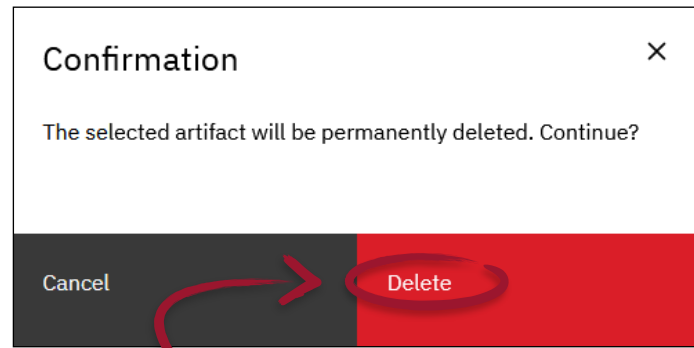 Confirmation
The selected artifact will be permanently deleted. Continue?
Cancel
Delete